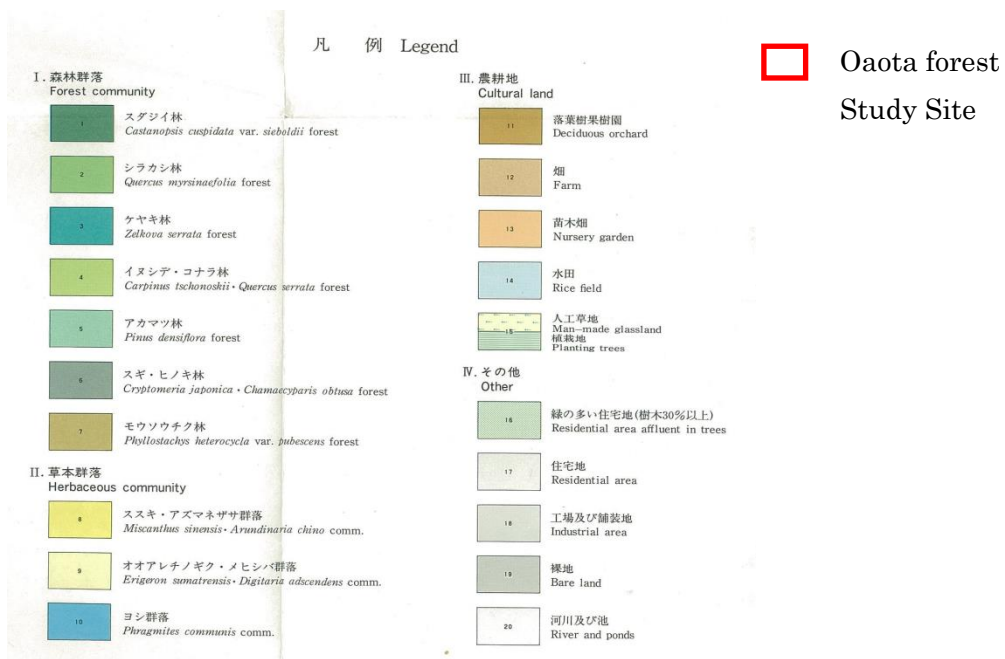 凡 例 Legend
I. 森林群落
Forest community
1
スダジイ林
Castanopsis cuspidata var. sieboldii forest
2
シラカシ林
Quercus myrsinaefolia forest
3
ケヤキ林
Zelkova serrata forest
4
イヌシデ・コナラ林
Carpinus tschonoskii・Quercus serrata forest
5
アカマツ林
Pinus densiflora forest
6
スギ・ヒノキ林
Cryptomeria japonica・Chamaecyparis obtusa forest
7
モウソウチク林
Phyllostachys heterocycla var. pubescens forest
II. 草本群落
Herbaceous community
8
ススキ・アズマネザサ群落
Miscanthus sinensis・Arundinaria chino comm.
9
オオアレチノギク・メヒシバ群落
Erigeron sumatrensis・Digitaria adscendens comm.
10
ヨシ群落
Phragmites communis comm.
III. 農耕地
Cultural land
11
落葉樹果樹園
Deciduous orchard
12
畑
Farm
13
苗木畑
Nursery garden
14
水田
Rice field
15
人工草地
Man-made glassland
植栽地
Planting trees
IV. その他
Other
16
緑の多い住宅地(樹木30%以上)
Residential area affluent in trees
17
住宅地
Residential area
18
工場及び舗装地
Industrial area
19
裸地
Bare land
20
河川及び池
River and ponds
Oaota forest
Study Site